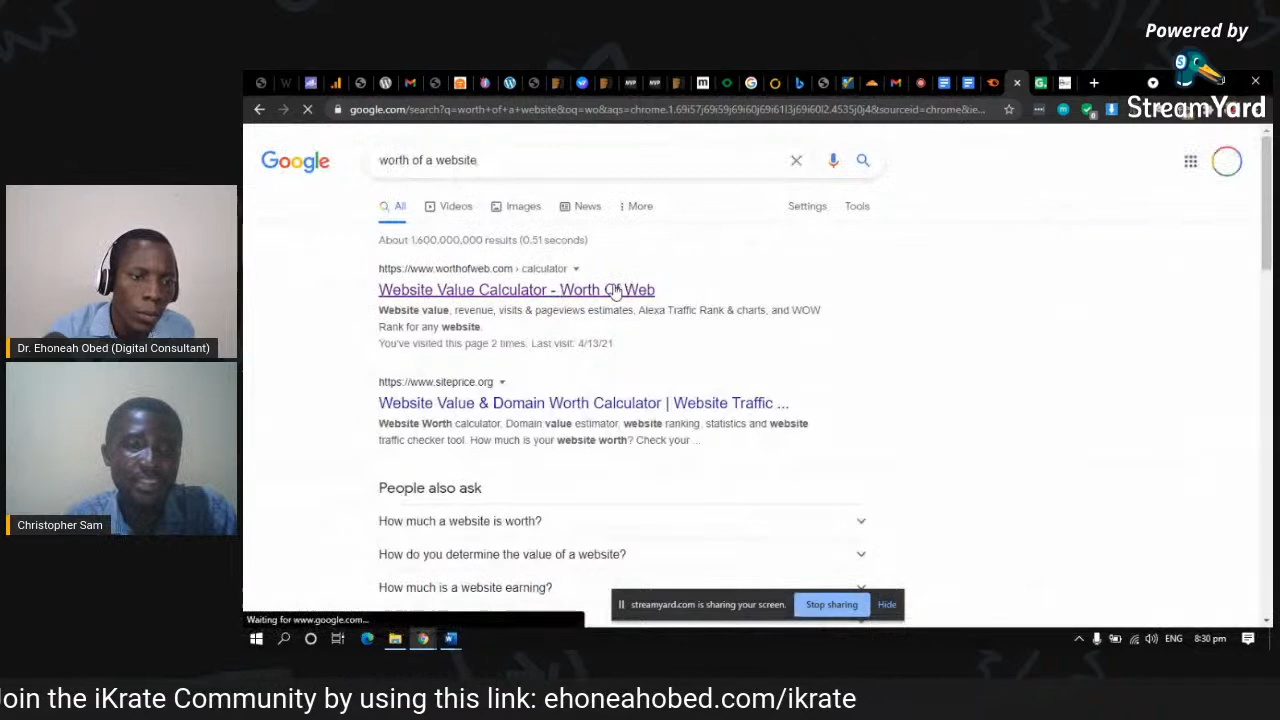 Powered by
StreamYard
google.com/search?q=worth+of+a+website&oq=wo&aqs=chrome.1.69i57j69i59j69i60j69i61l3j69i60l2.4535j0j4&sourceid=chrome&ie...
Google
worth of a website
All
Videos
Images
News
More
Settings
Tools
About 1,600,000,000 results (0.51 seconds)
https://www.worthofweb.com › calculator
Website Value Calculator - Worth Of Web
Website value, revenue, visits & pageviews estimates, Alexa Traffic Rank & charts, and WOW
Rank for any website.
You've visited this page 2 times. Last visit: 4/13/21
https://www.siteprice.org
Website Value & Domain Worth Calculator | Website Traffic ...
Website Worth calculator, Domain value estimator, website ranking, statistics and website
traffic checker tool. How much is your website worth? Check your ...
People also ask
How much a website is worth?
How do you determine the value of a website?
How much is a website earning?
streamyard.com is sharing your screen.
Stop sharing
Hide
Waiting for www.google.com...
ENG
8:30 pm
Dr. Ehoneah Obed (Digital Consultant)
Christopher Sam
Join the iKrate Community by using this link: ehoneahobed.com/ikrate